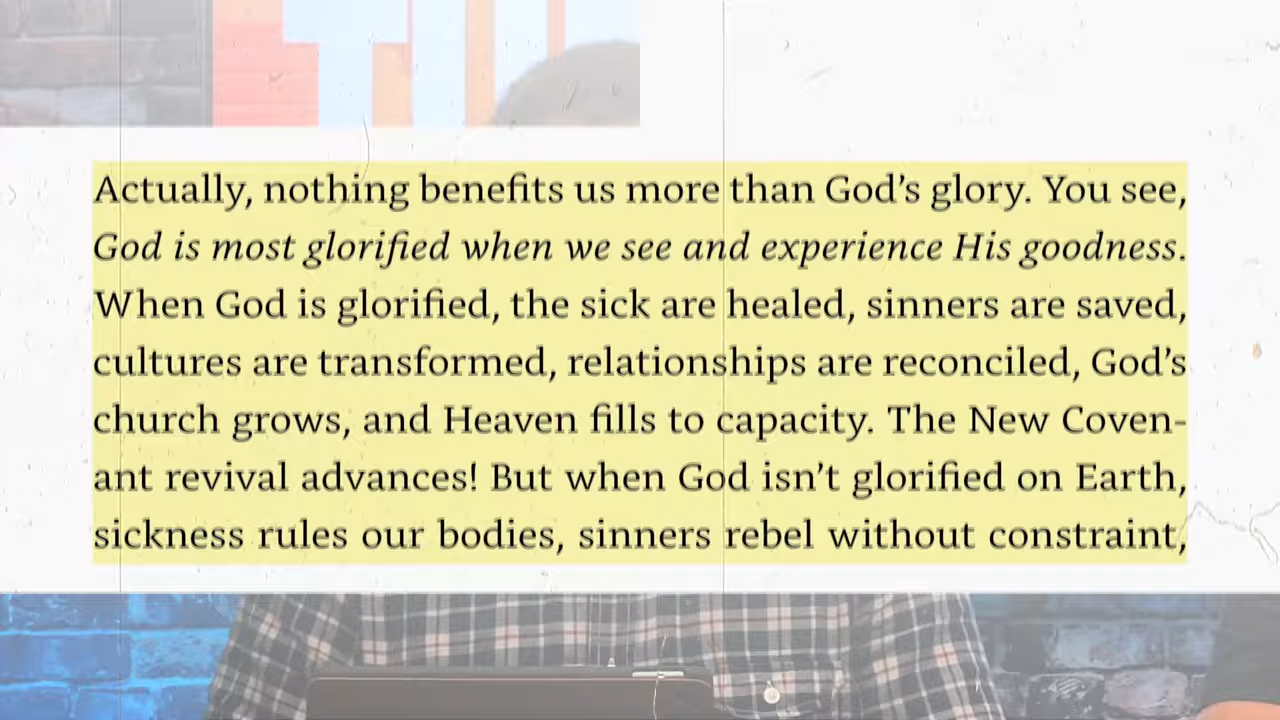 Actually, nothing benefits us more than God’s glory. You see,
God is most glorified when we see and experience His goodness.
When God is glorified, the sick are healed, sinners are saved,
cultures are transformed, relationships are reconciled, God’s
church grows, and Heaven fills to capacity. The New Coven-
ant revival advances! But when God isn’t glorified on Earth,
sickness rules our bodies, sinners rebel without constraint,